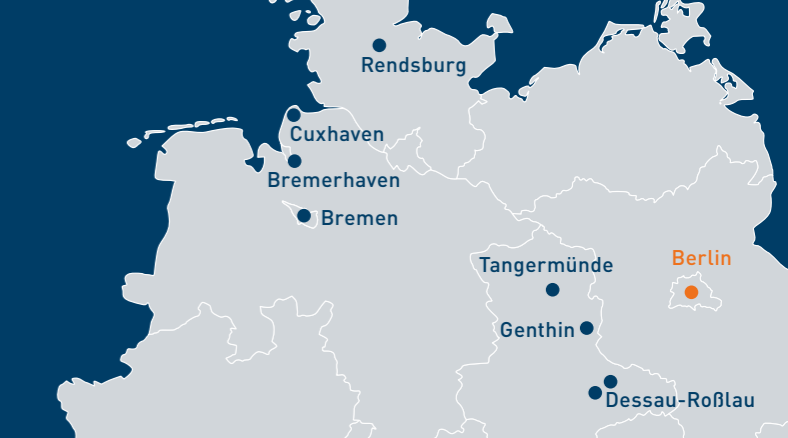 Rendsburg
Cuxhaven
Bremerhaven
Bremen
Berlin
Tangermünde
Genthin
Dessau-Roßlau